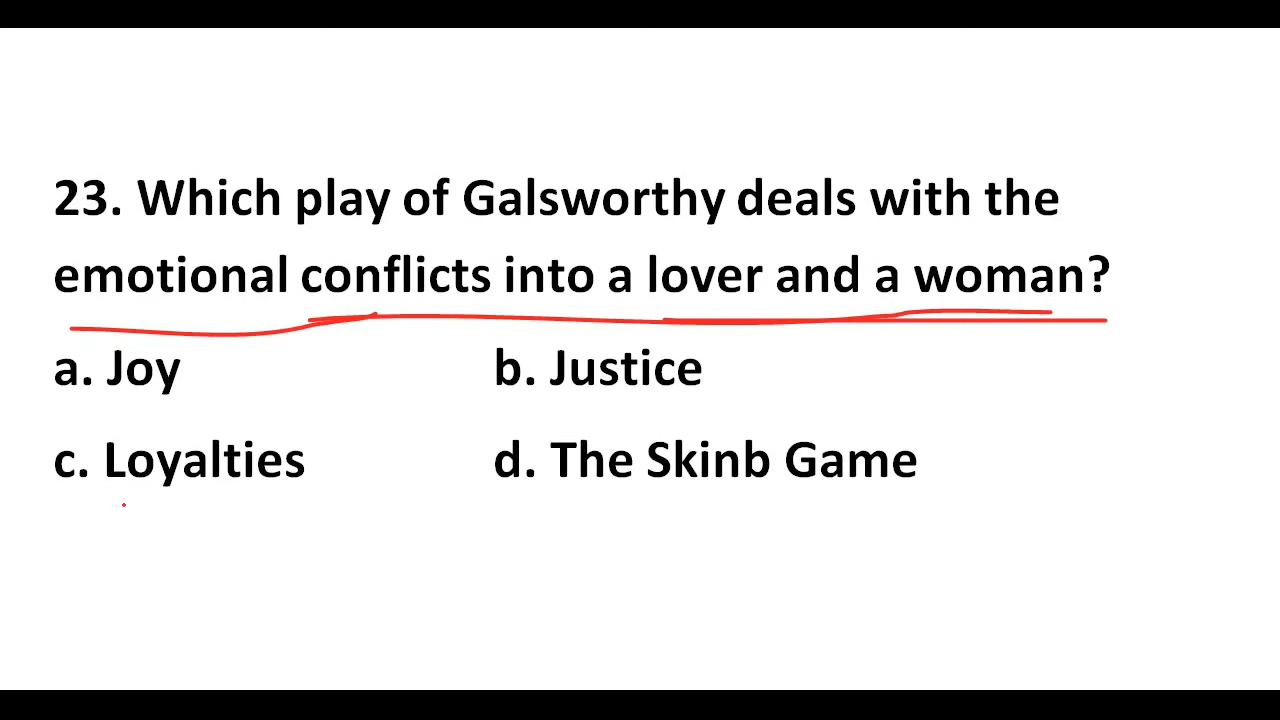 23. Which play of Galsworthy deals with the
emotional conflicts into a lover and a woman?
a. Joy b. Justice
c. Loyalties d. The Skinb Game